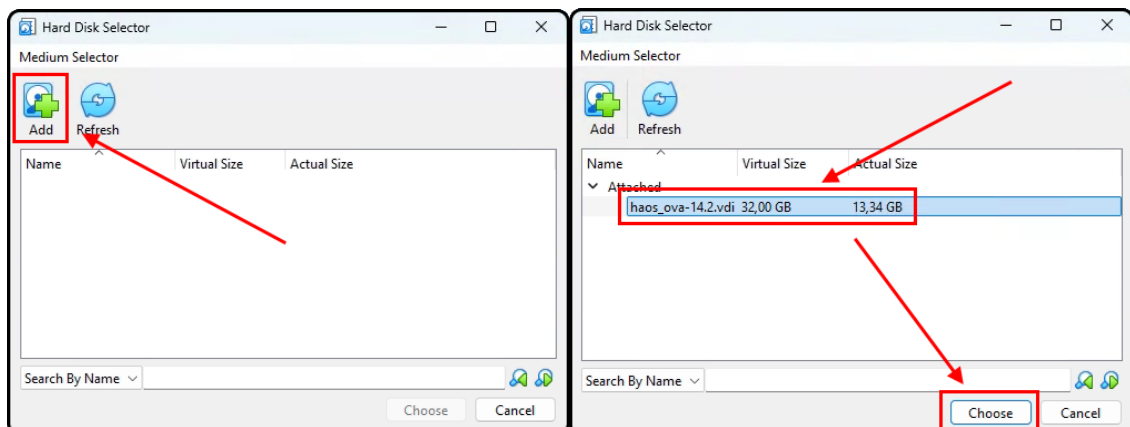 Hard Disk Selector
Medium Selector
Add Refresh
Name Virtual Size Actual Size
Search By Name
Choose Cancel
Hard Disk Selector
Medium Selector
Add Refresh
Name Virtual Size Actual Size
Attached
haos_ova-14.2.vdi 32,00 GB 13,34 GB
Search By Name
Choose Cancel